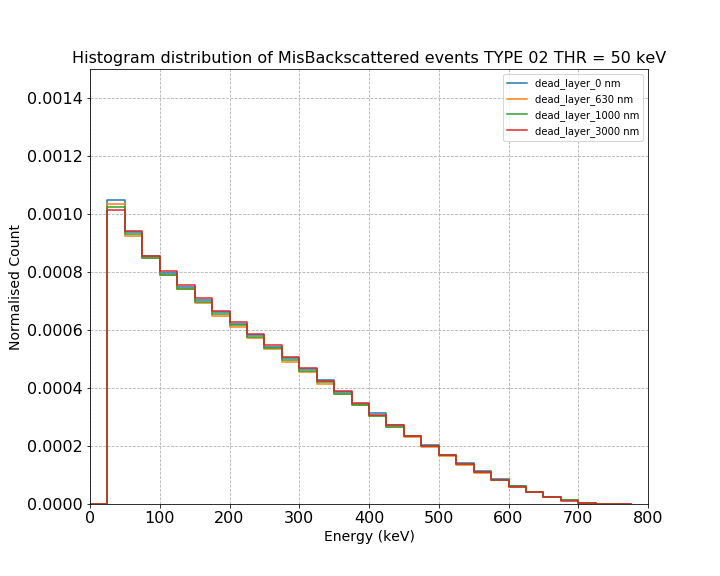 Histogram distribution of MisBackscattered events TYPE 02 THR = 50 keV
dead_layer_0 nm
dead_layer_630 nm
dead_layer_1000 nm
dead_layer_3000 nm
0.0014
0.0012
0.0010
0.0008
0.0006
0.0004
0.0002
0.0000
Normalised Count
0 100 200 300 400 500 600 700 800
Energy (keV)